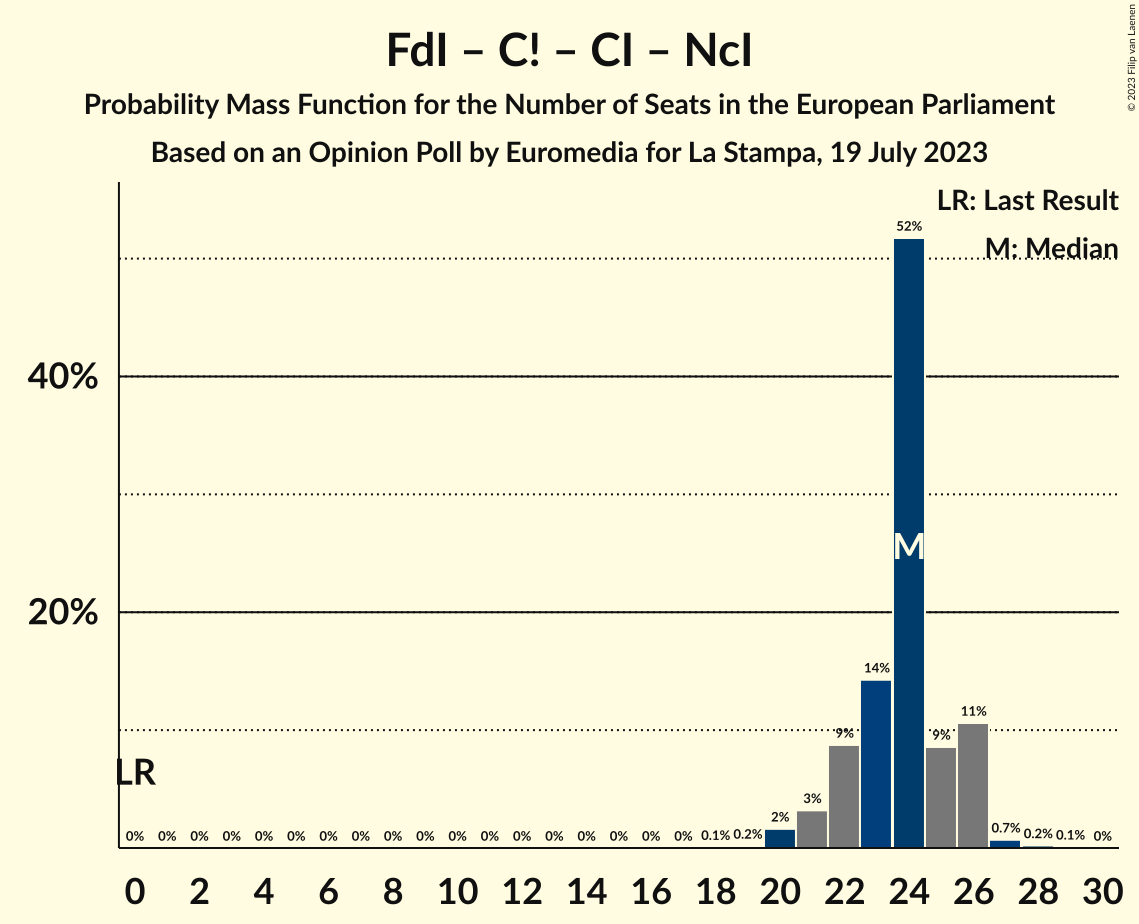 FdI – C! – CI – NcI
Probability Mass Function for the Number of Seats in the European Parliament
Based on an Opinion Poll by Euromedia for La Stampa, 19 July 2023
© 2023 Filip van Laenen
LR: Last Result
M: Median
52%
40%
M
20%
14%
11%
9%
9%
LR
3%
2%
0% 0% 0% 0% 0% 0% 0% 0% 0% 0% 0% 0% 0% 0% 0% 0% 0% 0% 0.1% 0.2% 0.7% 0.2% 0.1% 0%
0 2 4 6 8 10 12 14 16 18 20 22 24 26 28 30